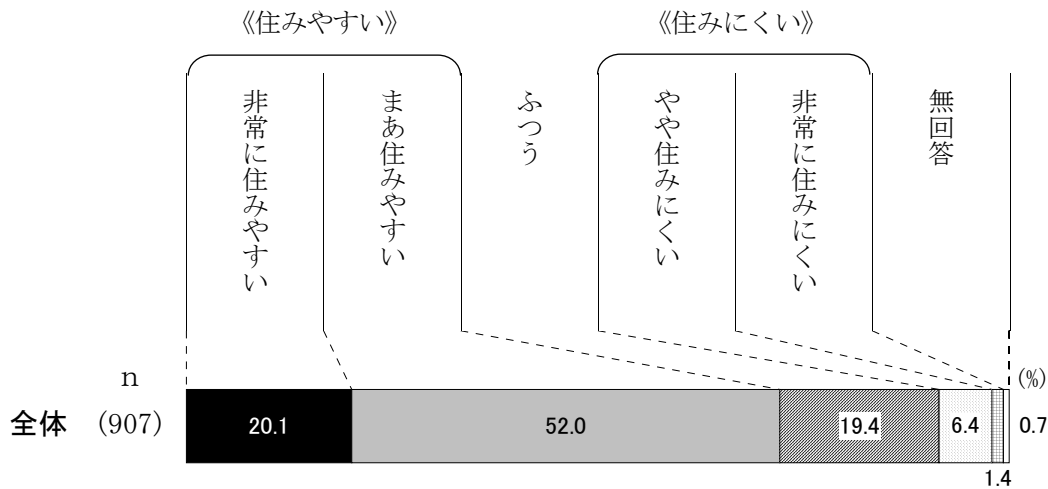 《住みやすい》
《住みにくい》
非常に住みやすい
まあ住みやすい
ふつう
やや住みにくい
非常に住みにくい
無回答
n
(%)
全体 (907) 20.1 52.0 19.4 6.4 0.7
1.4